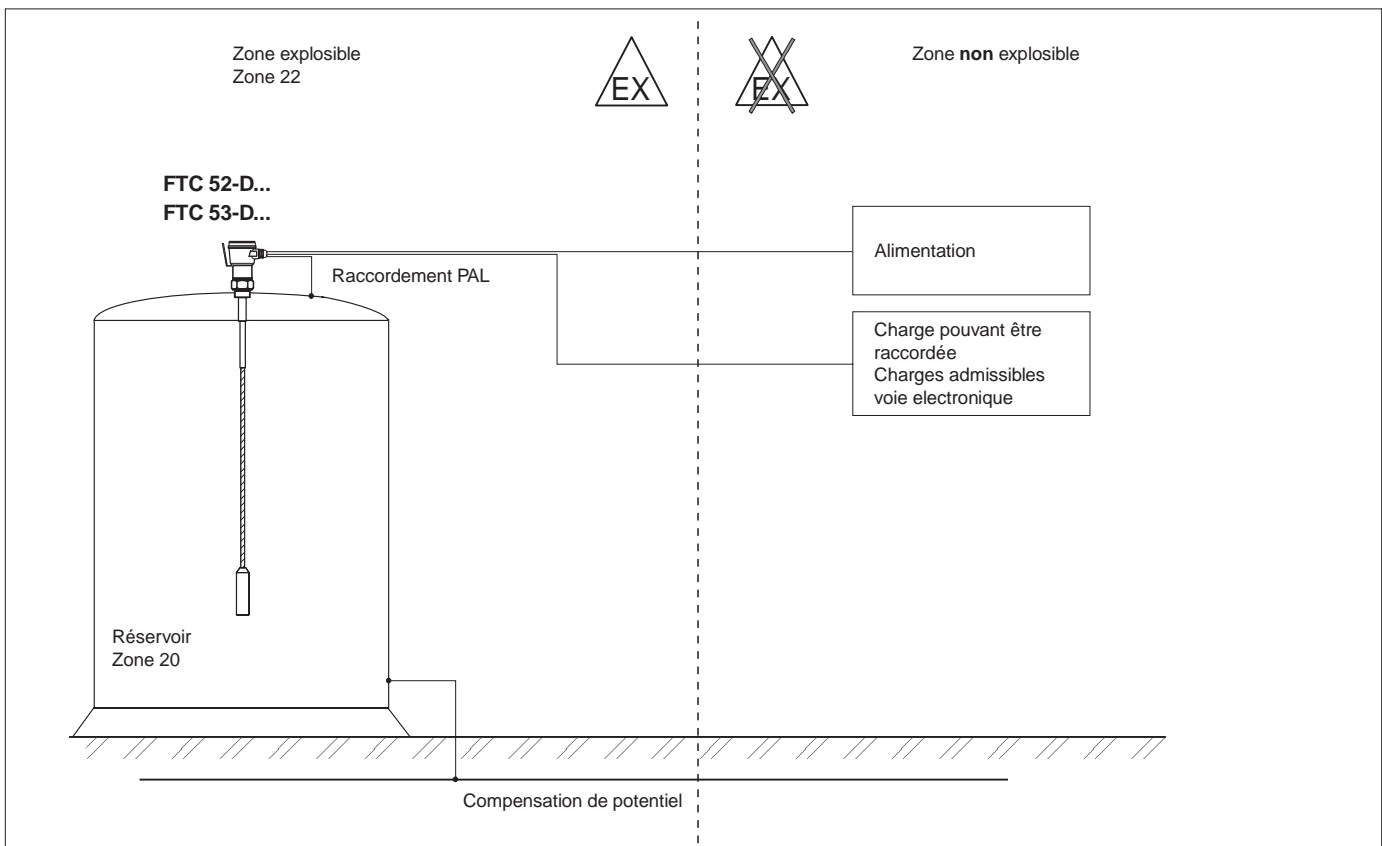 Zone explosible
Zone 22
EX
EX
Zone non explosible
FTC 52-D...
FTC 53-D...
Raccordement PAL
Alimentation
Charge pouvant être
raccordée
Charges admissibles
voie electronique
Réservoir
Zone 20
Compensation de potentiel